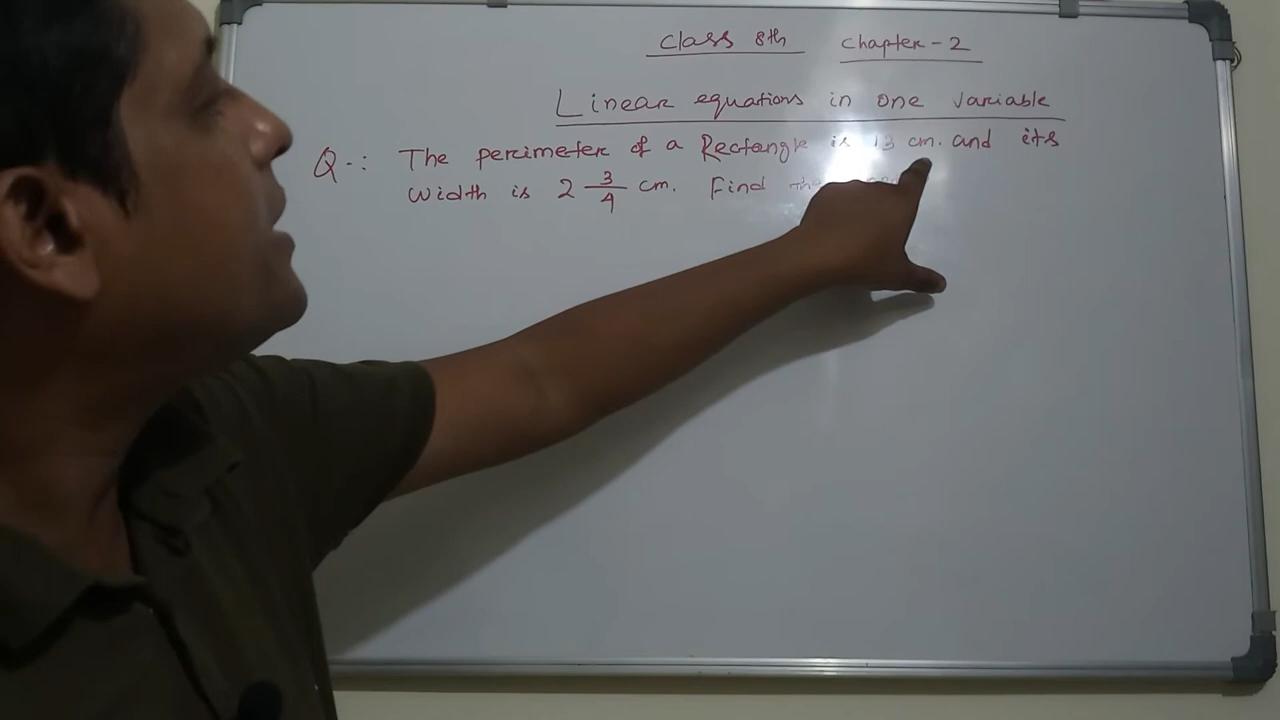 Class 8th Chapter - 2
Linear equations in one variable
Q-: The perimeter of a Rectangle is 13 cm. and its
width is 2 3/4 cm. Find